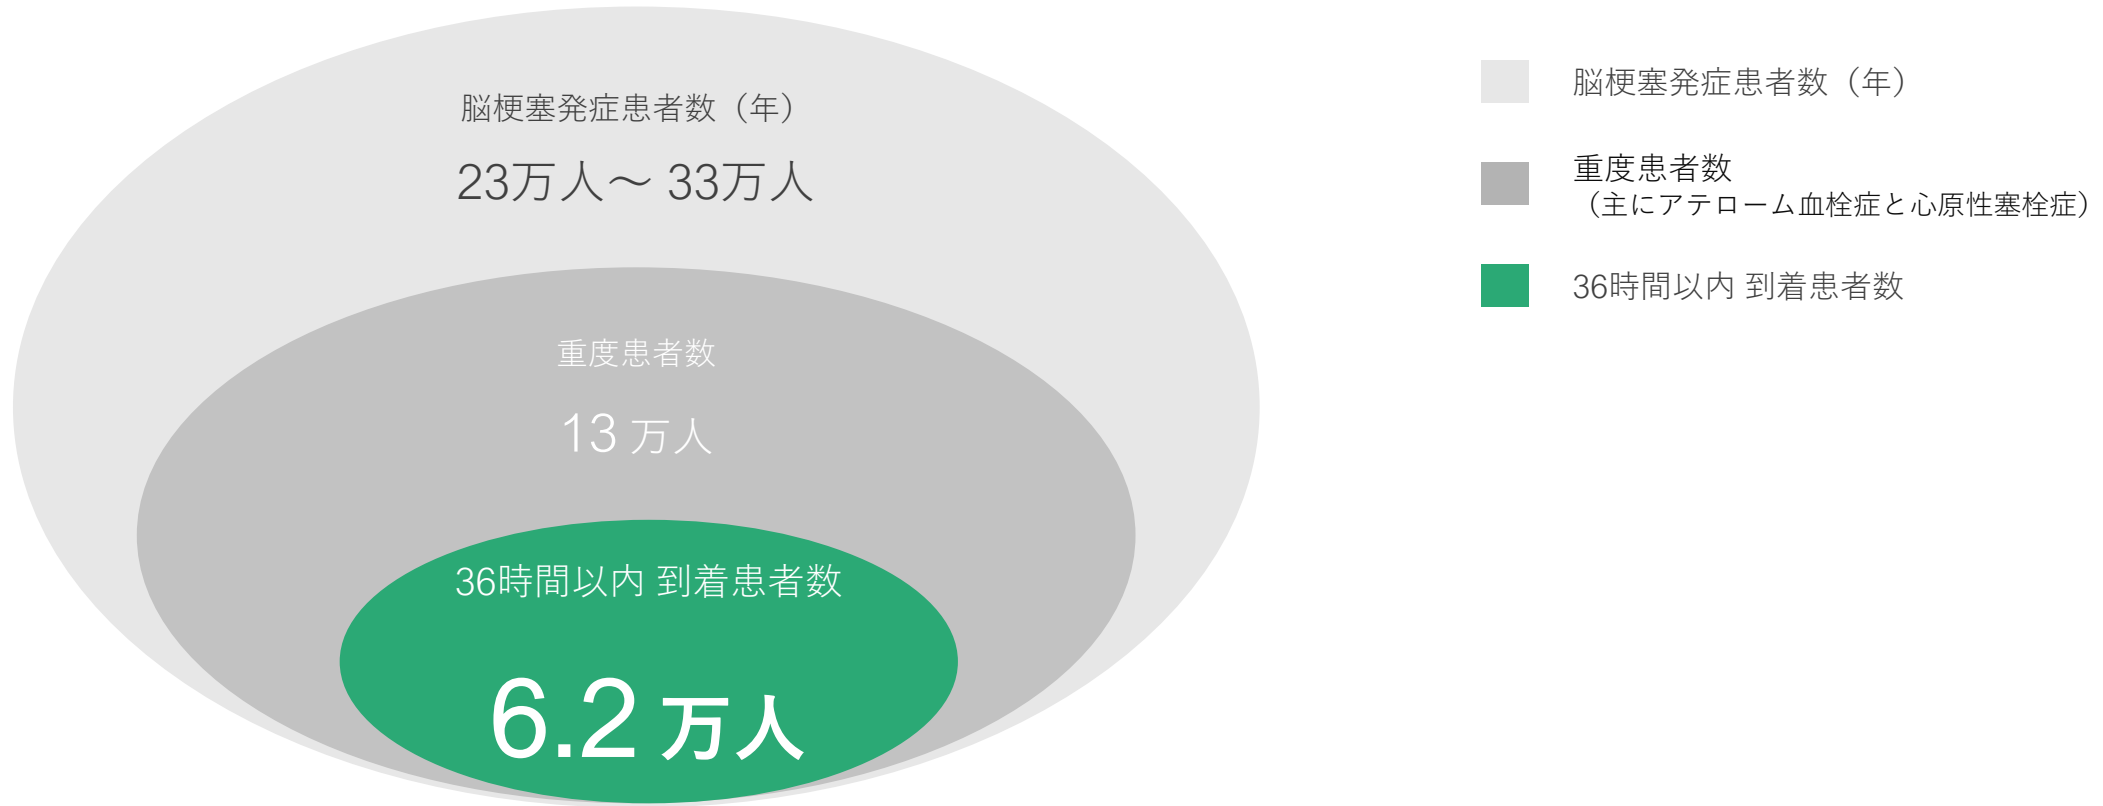 脳梗塞発症患者数（年）
23万人～ 33万人
重度患者数
13 万人
36時間以内 到着患者数
6.2 万人
脳梗塞発症患者数（年）
重度患者数
（主にアテローム血栓症と心原性塞栓症）
36時間以内 到着患者数